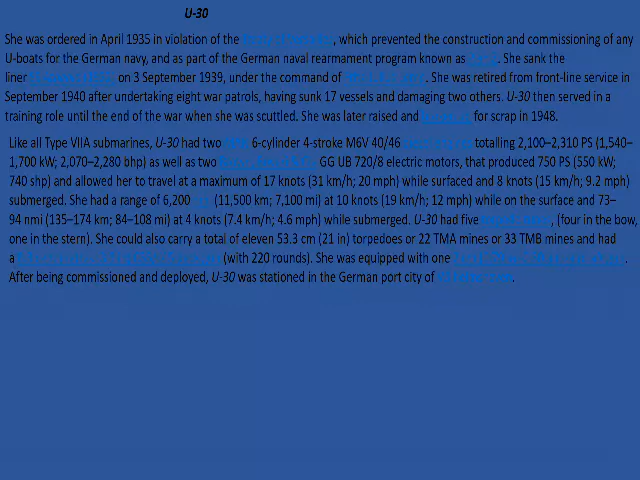 U-30
She was ordered in April 1935 in violation of the Treaty of Versailles, which prevented the construction and commissioning of any
U-boats for the German navy, and as part of the German naval rearmament program known as . She sank the
liner on 3 September 1939, under the command of . She was retired from front-line service in
September 1940 after undertaking eight war patrols, having sunk 17 vessels and damaging two others. U-30 then served in a
training role until the end of the war when she was scuttled. She was later raised and for scrap in 1948.
Like all Type VIIA submarines, U-30 had two 6-cylinder 4-stroke M6V 40/46 totalling 2,100–2,310 PS (1,540–
1,700 kW; 2,070–2,280 bhp) as well as two GG UB 720/8 electric motors, that produced 750 PS (550 kW;
740 shp) and allowed her to travel at a maximum of 17 knots (31 km/h; 20 mph) while surfaced and 8 knots (15 km/h; 9.2 mph)
submerged. She had a range of 6,200 (11,500 km; 7,100 mi) at 10 knots (19 km/h; 12 mph) while on the surface and 73–
94 nmi (135–174 km; 84–108 mi) at 4 knots (7.4 km/h; 4.6 mph) while submerged. U-30 had five , (four in the bow,
one in the stern). She could also carry a total of eleven 53.3 cm (21 in) torpedoes or 22 TMA mines or 33 TMB mines and had
a (with 220 rounds). She was equipped with one .
After being commissioned and deployed, U-30 was stationed in the German port city of .